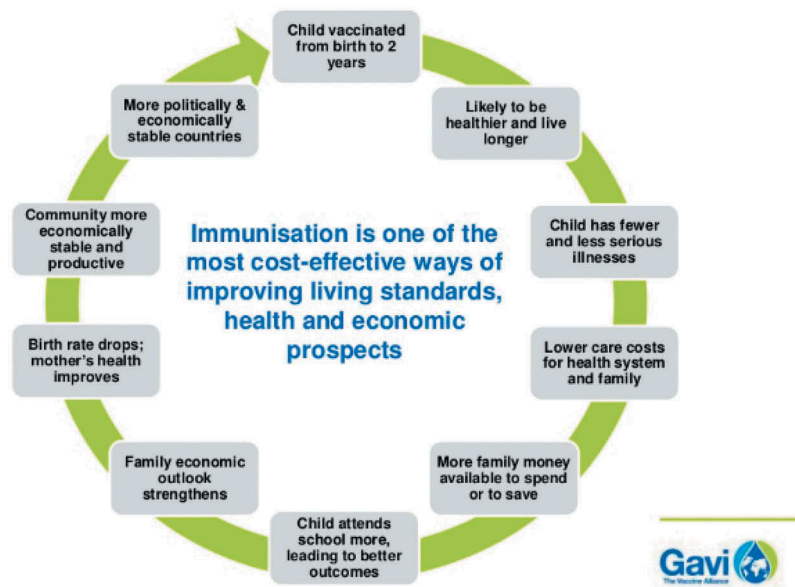 Child vaccinated
from birth to 2
years
Likely to be
healthier and live
longer
Child has fewer
and less serious
illnesses
Lower care costs
for health system
and family
More family money
available to spend
or to save
Child attends
school more,
leading to better
outcomes
Family economic
outlook
strengthens
Birth rate drops;
mother's health
improves
Community more
economically
stable and
productive
More politically &
economically
stable countries
Immunisation is one of the
most cost-effective ways of
improving living standards,
health and economic
prospects
Gavi
The Vaccine Alliance